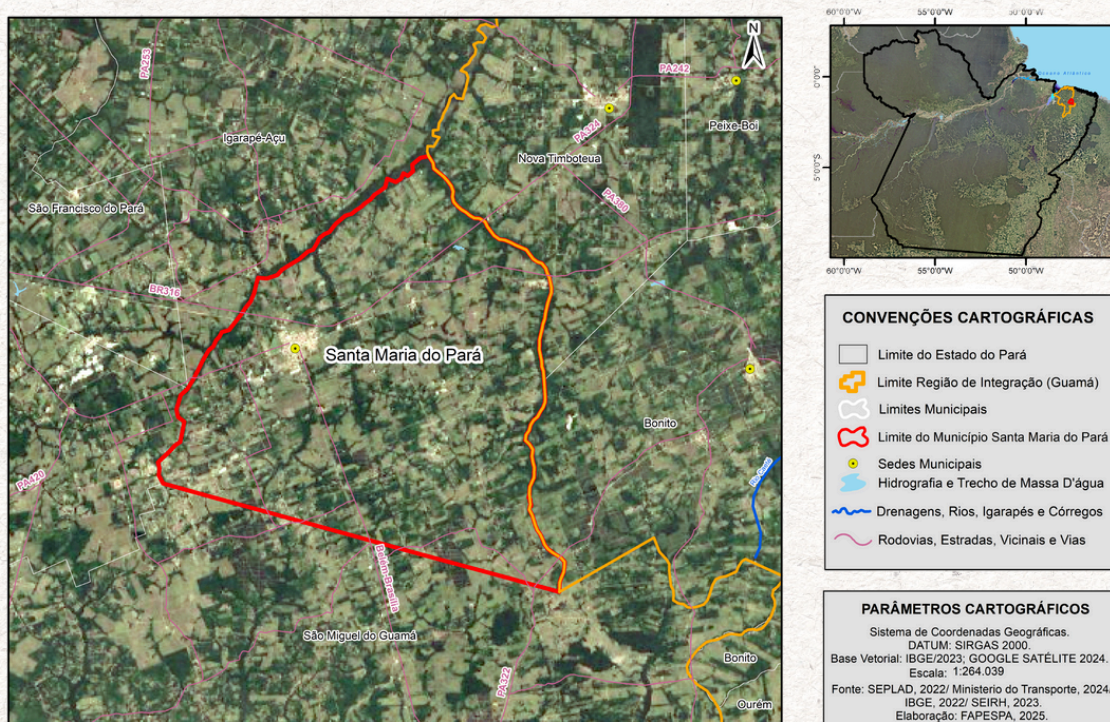 N
PA253
PA242
PA324
Igarapé-Açu
Peixe-Boi
Nova Timboteua
PA380
São Francisco do Pará
BR316
Santa Maria do Pará
Bonito
PA420
Belém-Brasília
São Miguel do Guamá
PA322
Bonito
Ourém
60°0'0"W 55°0'0"W 50°0'0"W
0°0'0"
5°0'0"S
Oceano Atlântico
60°0'0"W 55°0'0"W 50°0'0"W
CONVENÇÕES CARTOGRÁFICAS
Limite do Estado do Pará
Limite Região de Integração (Guamá)
Limites Municipais
Limite do Município Santa Maria do Pará
Sedes Municipais
Hidrografia e Trecho de Massa D'água
Drenagens, Rios, Igarapés e Córregos
Rodovias, Estradas, Vicinais e Vias
PARÂMETROS CARTOGRÁFICOS
Sistema de Coordenadas Geográficas.
DATUM: SIRGAS 2000.
Base Vetorial: IBGE/2023; GOOGLE SATÉLITE 2024.
Escala: 1:264.039
Fonte: SEPLAD, 2022/ Ministerio do Transporte, 2024/
IBGE, 2022/ SEIRH, 2023.
Elaboração: FAPESPA, 2025.